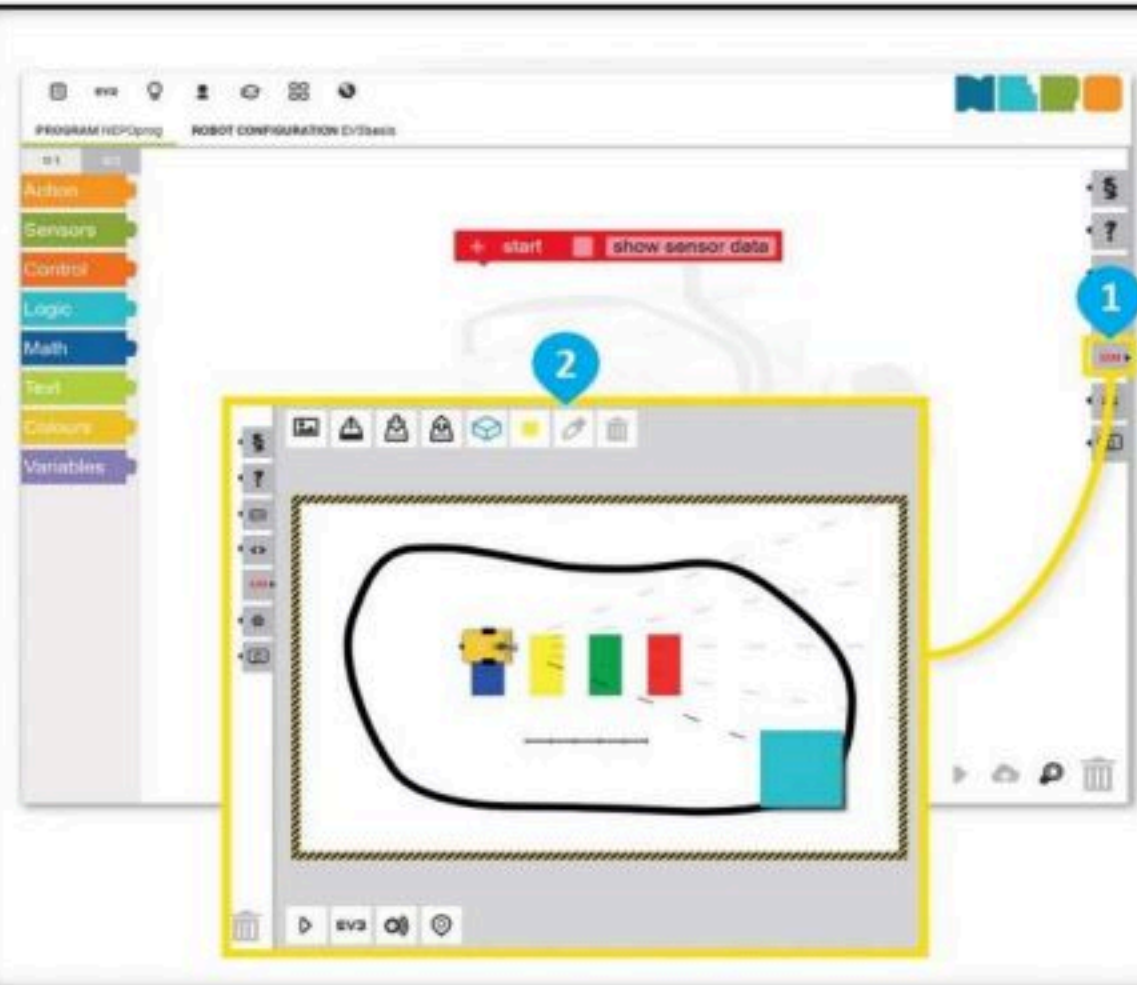 EV3
PROGRAM NEPOprog ROBOT CONFIGURATION EV3basis
Action
Sensors
Control
Logic
Math
Text
Colours
Variables
+ start show sensor data
1
SIM
2
SIM
EV3